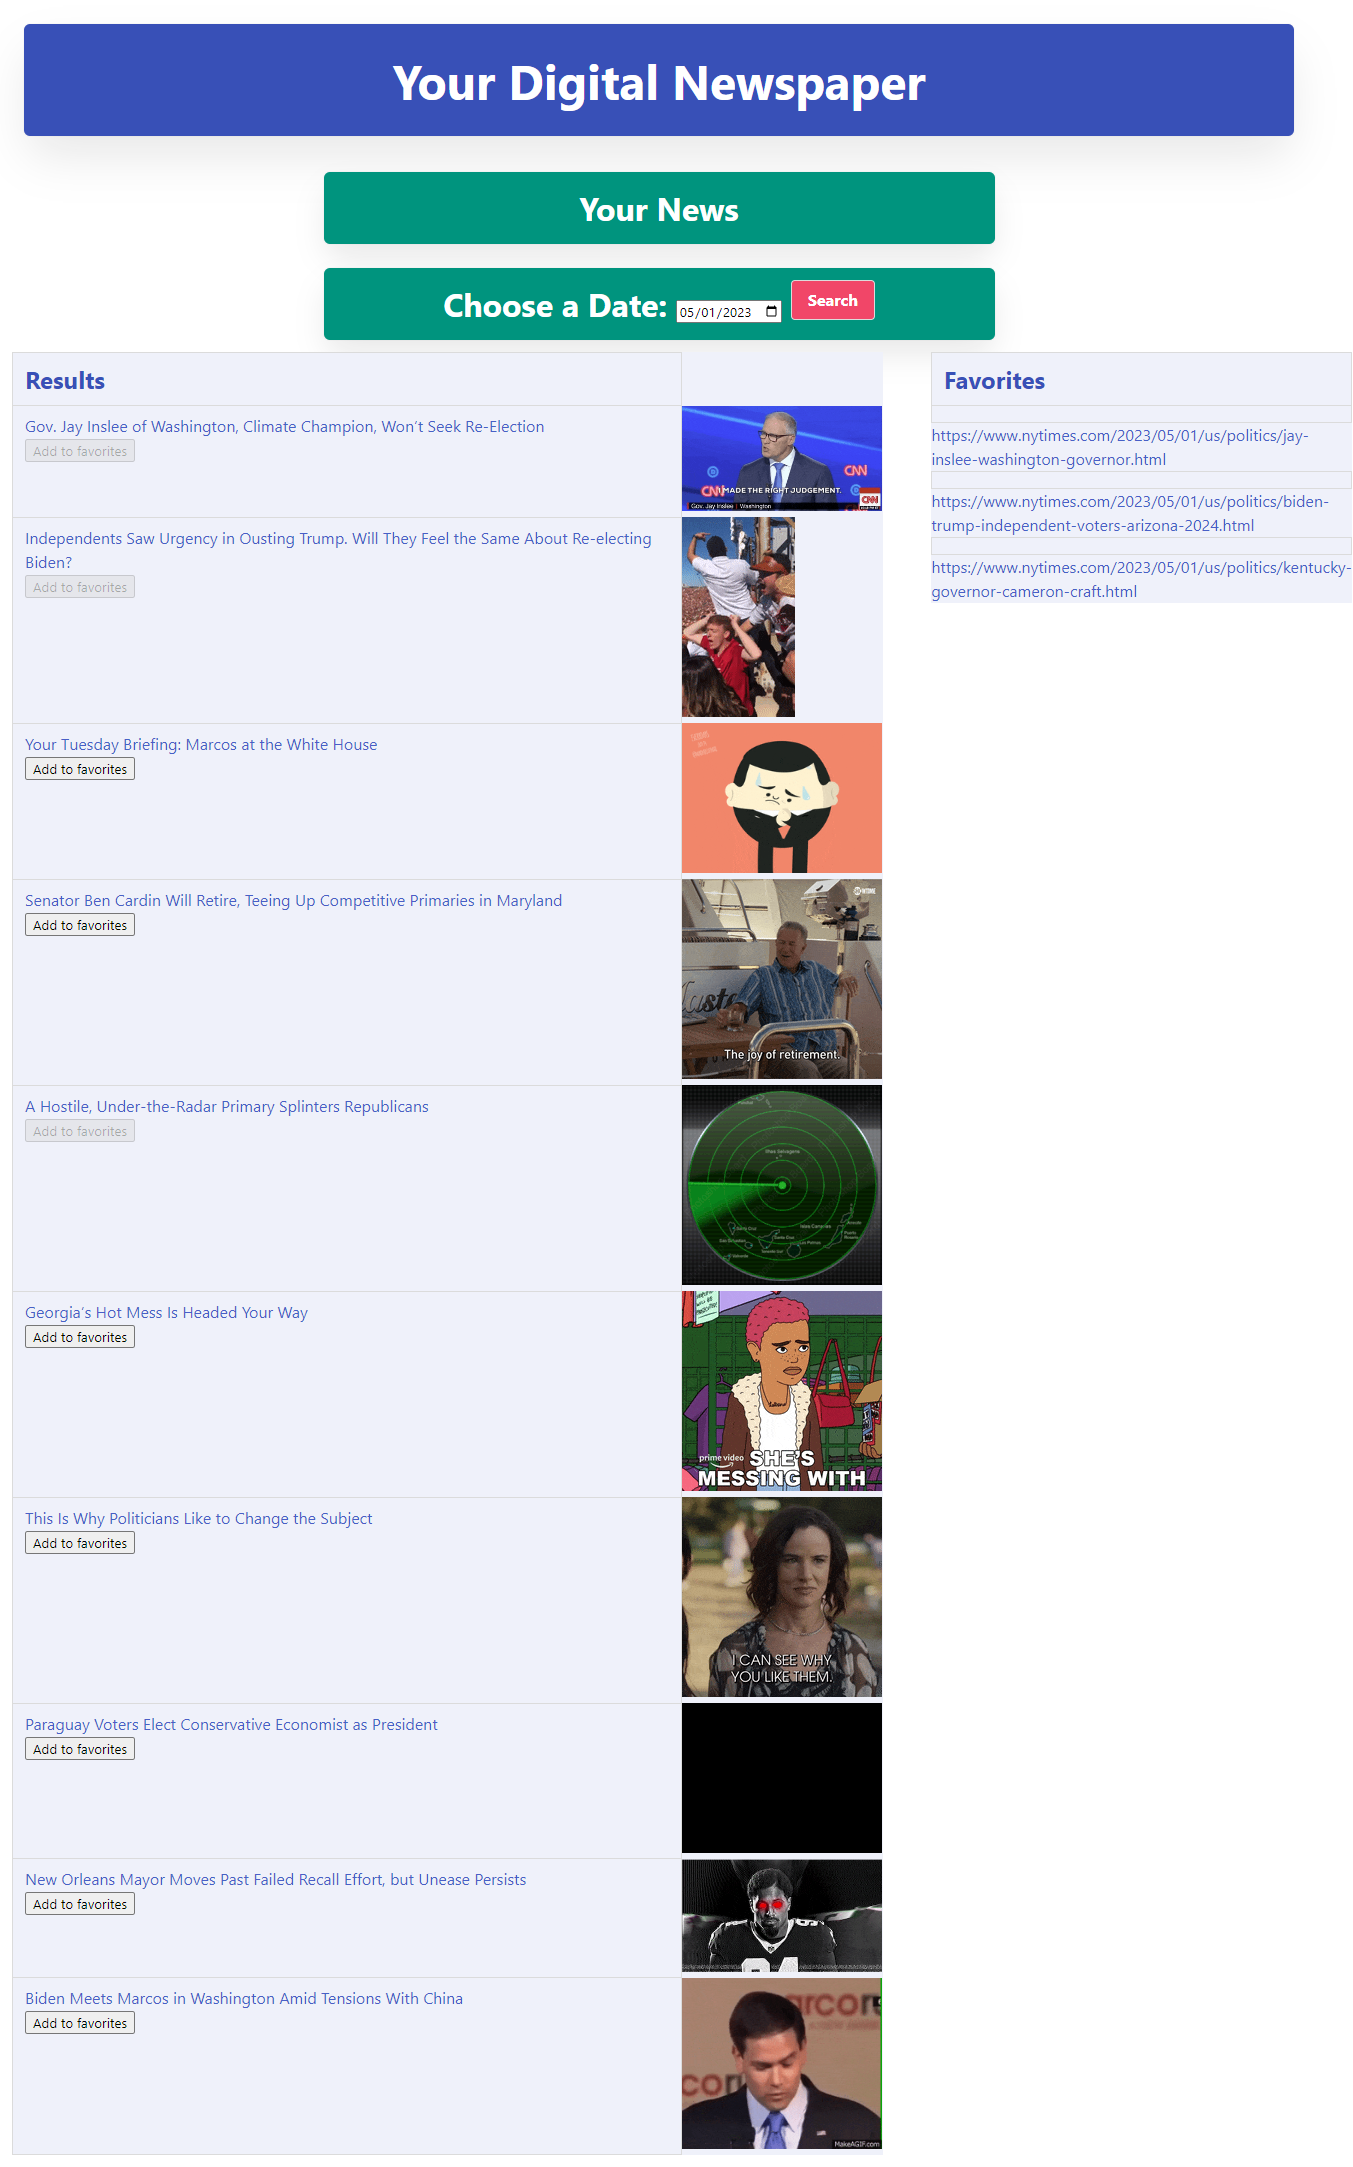 Your Digital Newspaper
Your News
Choose a Date: 05/01/2023 Search
Results
Favorites
Gov. Jay Inslee of Washington, Climate Champion, Won’t Seek Re-Election
Add to favorites
CNN
CNN
I MADE THE RIGHT JUDGEMENT.
CNN
Gov. Jay Inslee | Washington
https://www.nytimes.com/2023/05/01/us/politics/jay-
inslee-washington-governor.html
https://www.nytimes.com/2023/05/01/us/politics/biden-
trump-independent-voters-arizona-2024.html
https://www.nytimes.com/2023/05/01/us/politics/kentucky-
governor-cameron-craft.html
Independents Saw Urgency in Ousting Trump. Will They Feel the Same About Re-electing
Biden?
Add to favorites
Your Tuesday Briefing: Marcos at the White House
Add to favorites
Senator Ben Cardin Will Retire, Teeing Up Competitive Primaries in Maryland
Add to favorites
SHOWTIME
The joy of retirement.
A Hostile, Under-the-Radar Primary Splinters Republicans
Add to favorites
Georgia’s Hot Mess Is Headed Your Way
Add to favorites
prime video
SHE'S
MESSING WITH
This Is Why Politicians Like to Change the Subject
Add to favorites
I CAN SEE WHY
YOU LIKE THEM.
Paraguay Voters Elect Conservative Economist as President
Add to favorites
New Orleans Mayor Moves Past Failed Recall Effort, but Unease Persists
Add to favorites
Biden Meets Marcos in Washington Amid Tensions With China
Add to favorites
MakeAGIF.com